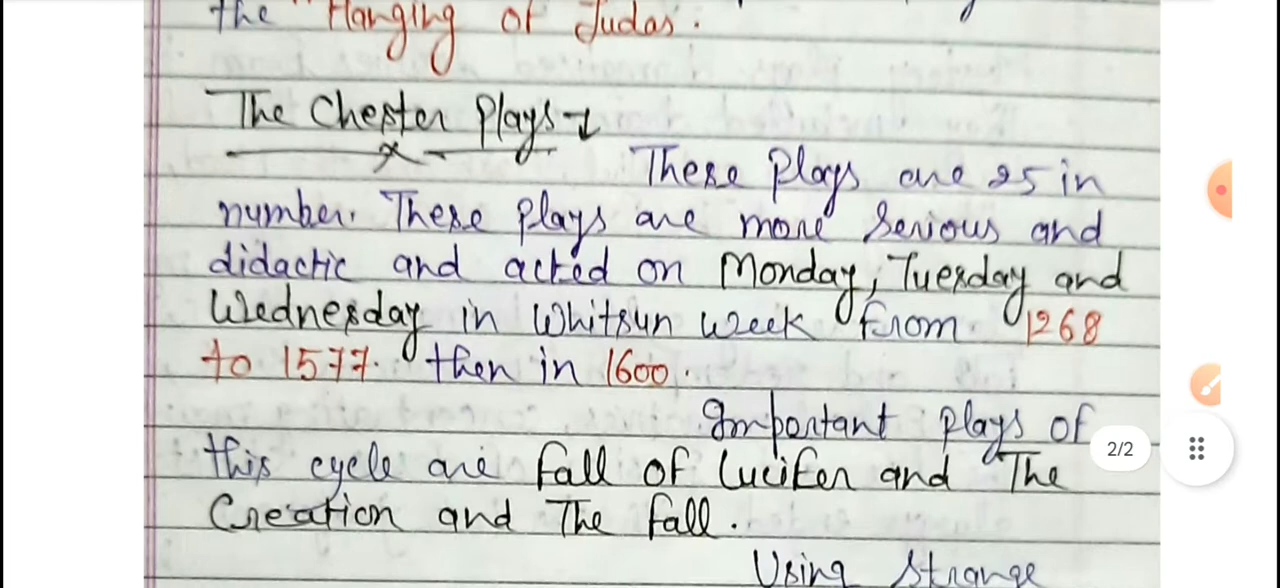 the "Hanging of Judas.
The Chester Plays ↓
These Plays are 25 in
number. These plays are more serious and
didactic and acted on Monday, Tuesday and
Wednesday in Whitsun week from 1268
to 1577. then in 1600.
Important plays of
this cycle are Fall of Lucifer and The
Creation and The Fall.
Using Strange
2/2